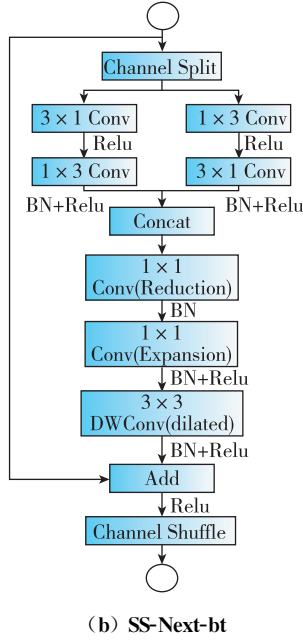 Channel Split
3 × 1 Conv
1 × 3 Conv
Relu
Relu
1 × 3 Conv
3 × 1 Conv
BN+Relu
BN+Relu
Concat
1 × 1
Conv(Reduction)
BN
1 × 1
Conv(Expansion)
BN+Relu
3 × 3
DWConv(dilated)
BN+Relu
Add
Relu
Channel Shuffle
（b）SS-Next-bt